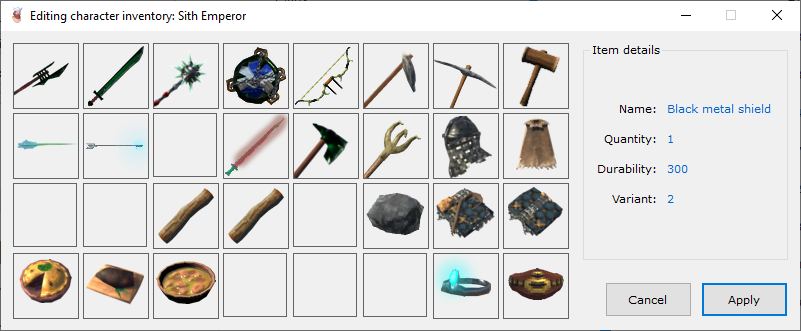 Editing character inventory: Sith Emperor
Item details
Name: Black metal shield
Quantity: 1
Durability: 300
Variant: 2
Cancel
Apply